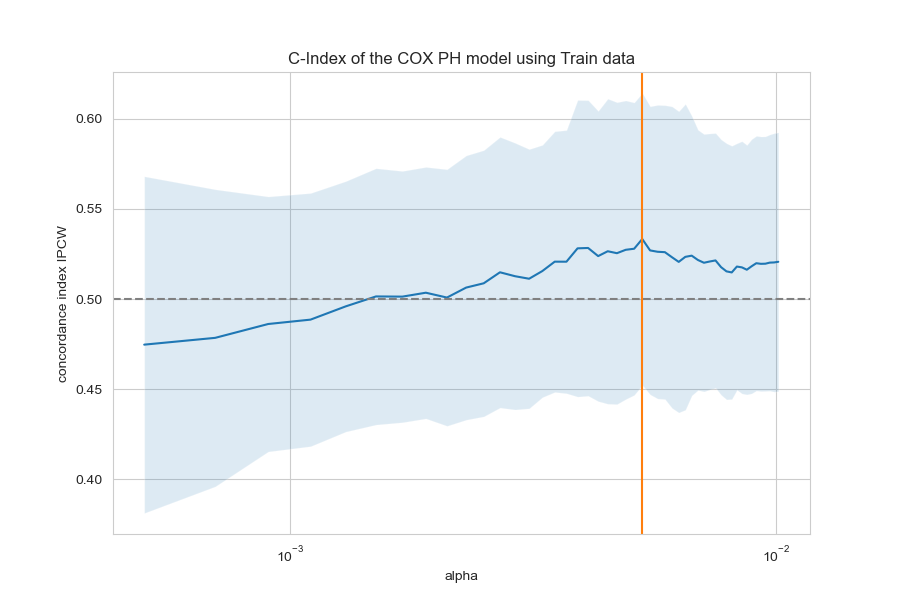 C-Index of the COX PH model using Train data
concordance index IPCW
0.60
0.55
0.50
0.45
0.40
10⁻³
10⁻²
alpha